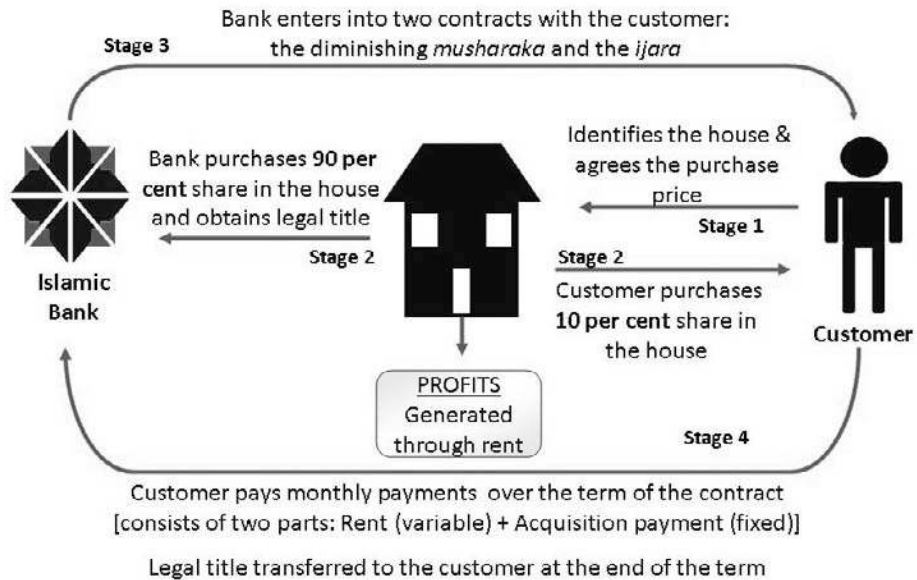 Bank enters into two contracts with the customer:
the diminishing musharaka and the ijara
Stage 3
Identifies the house &
agrees the purchase
price
Stage 1
Bank purchases 90 per
cent share in the house
and obtains legal title
Stage 2
Stage 2
Customer purchases
10 per cent share in
the house
Islamic
Bank
Customer
PROFITS
Generated
through rent
Stage 4
Customer pays monthly payments over the term of the contract
[consists of two parts: Rent (variable) + Acquisition payment (fixed)]
Legal title transferred to the customer at the end of the term